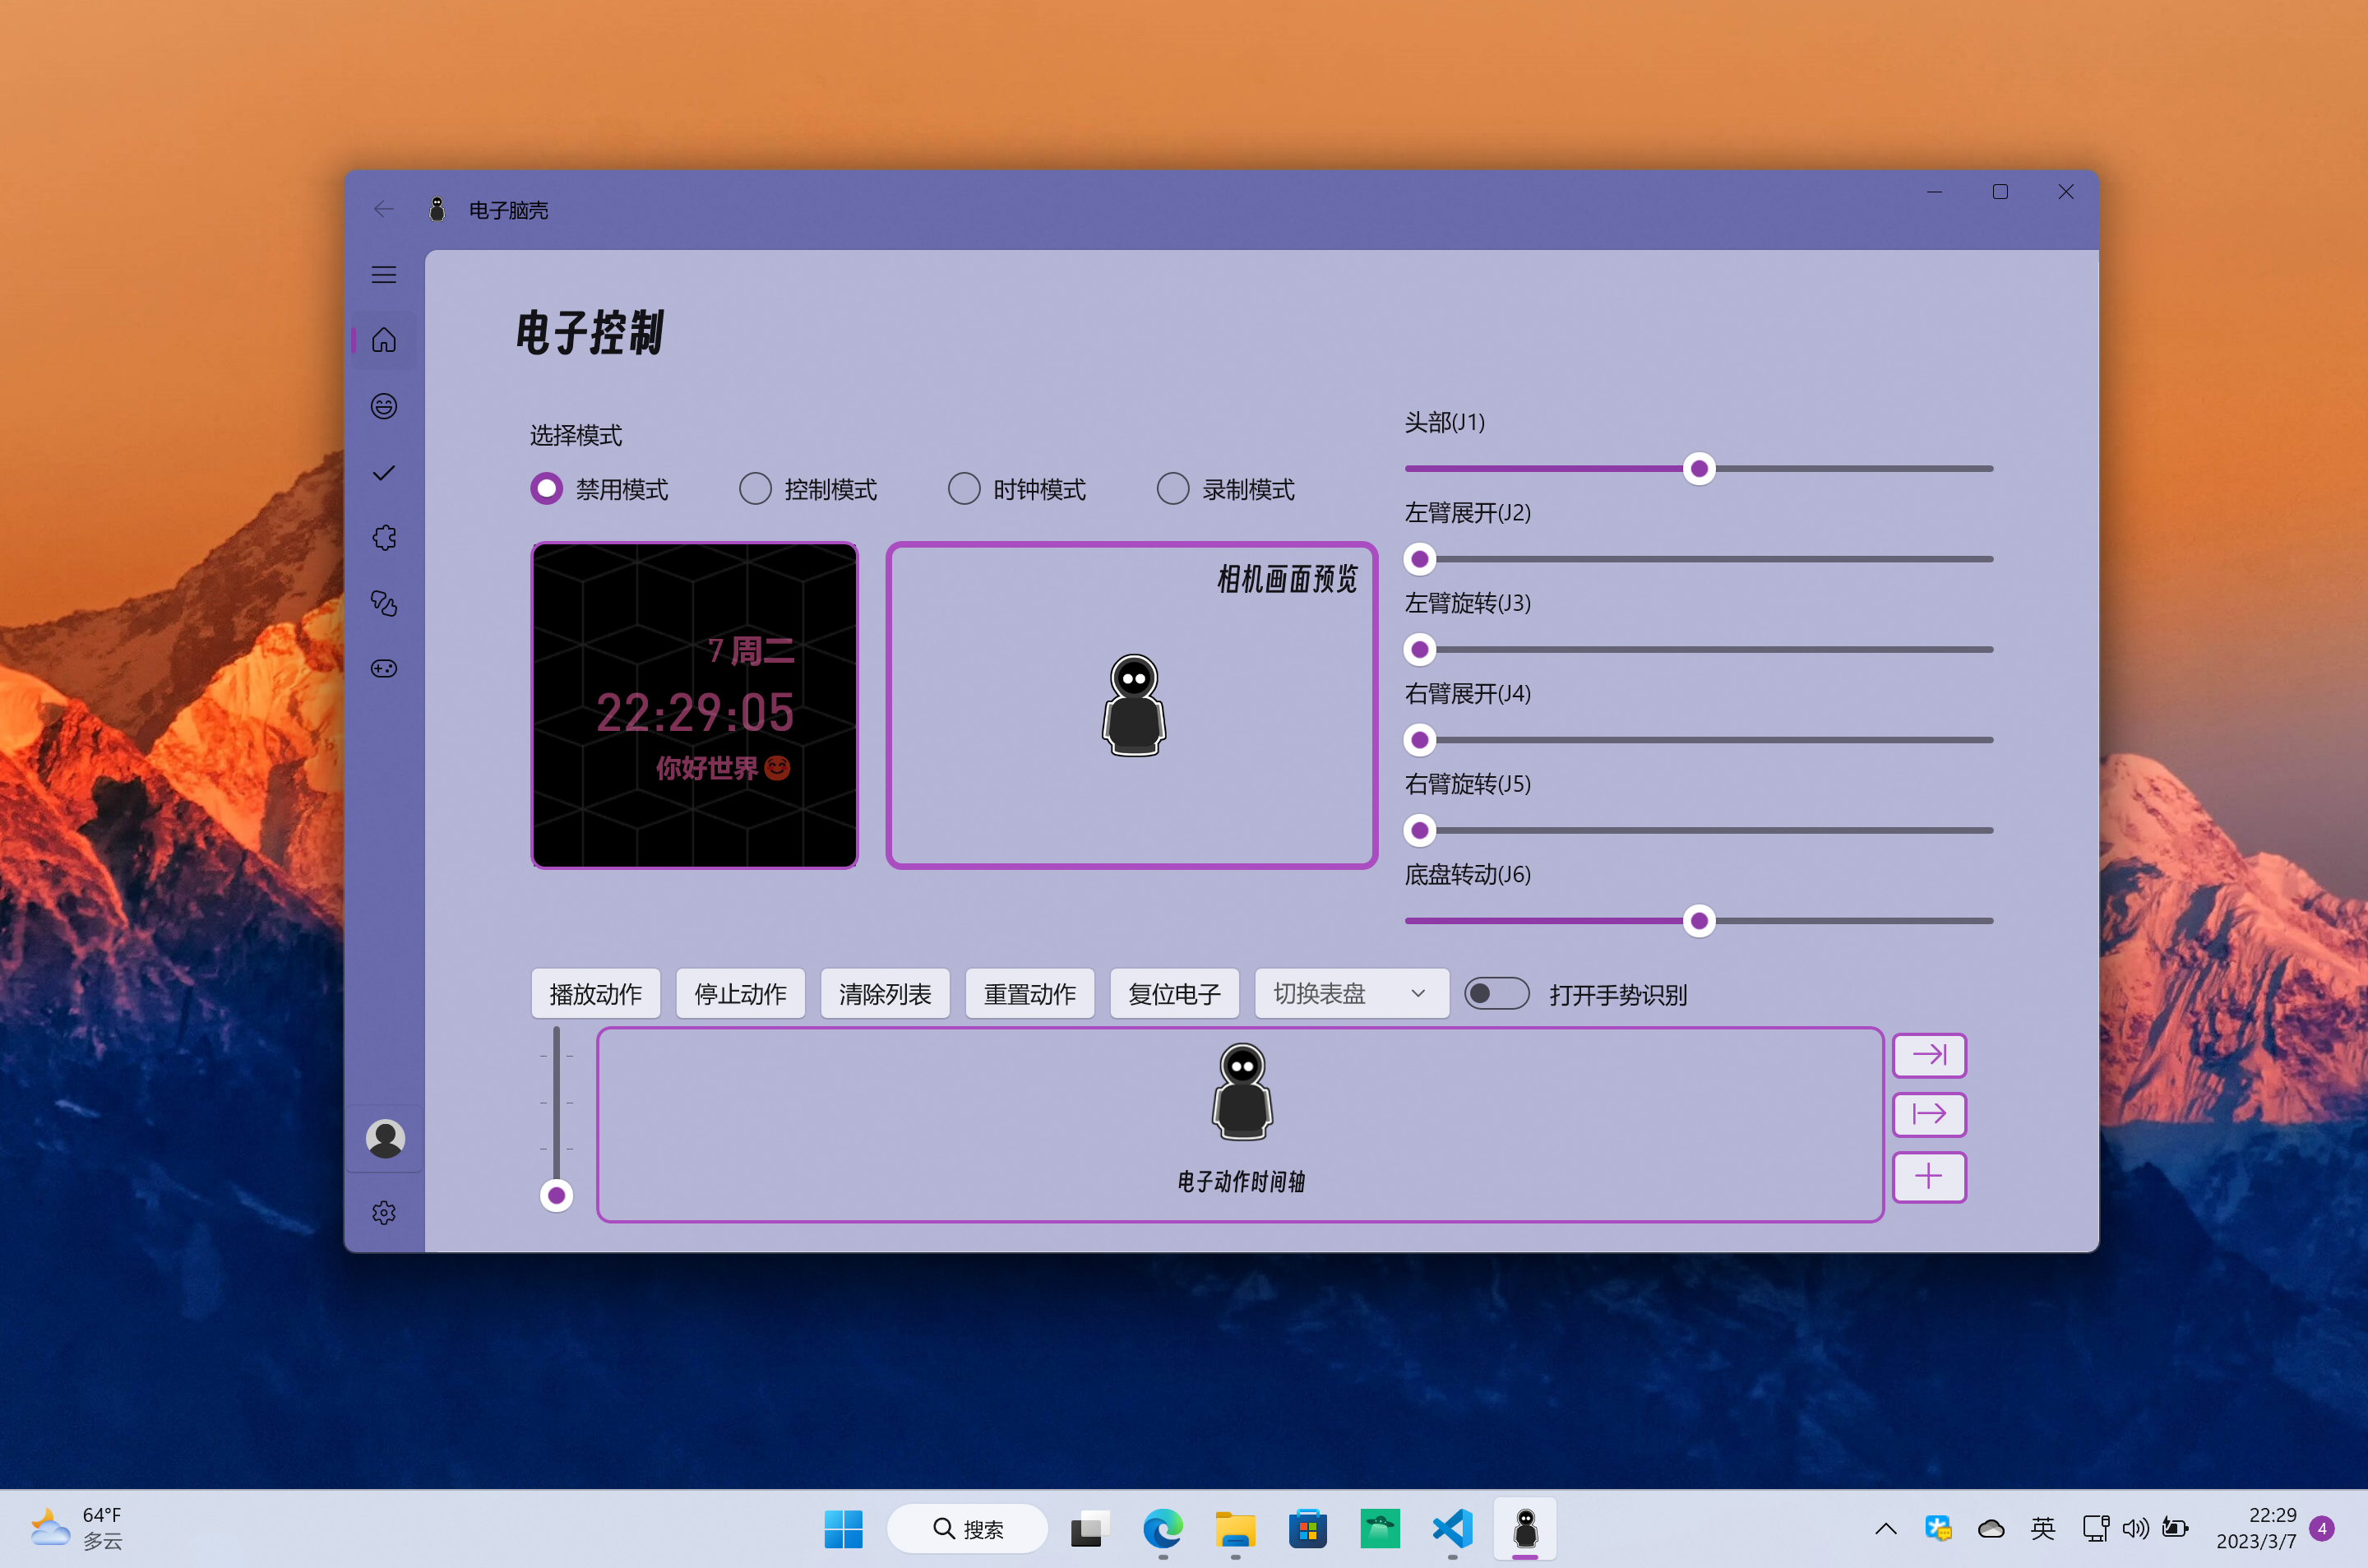 电子脑壳
电子控制
选择模式
禁用模式
控制模式
时钟模式
录制模式
7 周二
22:29:05
你好世界😊
相机画面预览
头部(J1)
左臂展开(J2)
左臂旋转(J3)
右臂展开(J4)
右臂旋转(J5)
底盘转动(J6)
播放动作
停止动作
清除列表
重置动作
复位电子
切换表盘
打开手势识别
电子动作时间轴
64°F
多云
搜索
英
22:29
2023/3/7
4